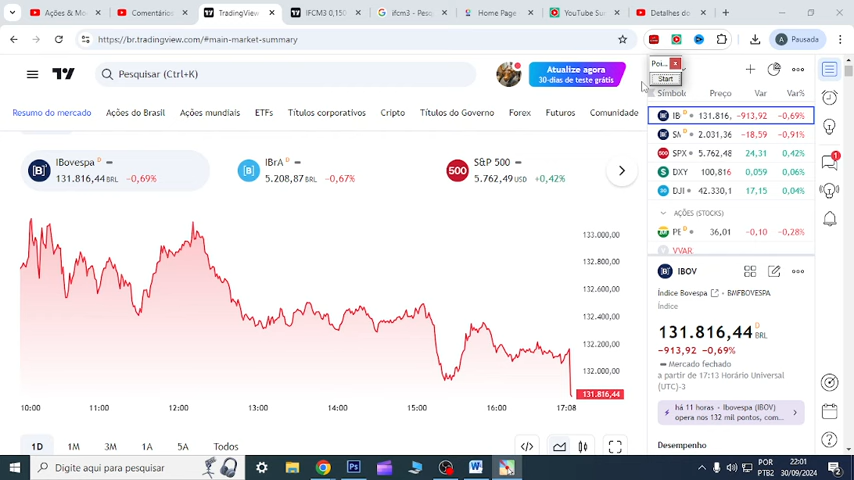 Ações & Mo
Comentários
TradingView
IFCM3 0,150
ifcm3 - Pesq
Home Page
YouTube Sur
Detalhes do
https://br.tradingview.com/#main-market-summary
A Pausada
Start
Pesquisar (Ctrl+K)
Atualize agora
30-dias de teste grátis
Símbolo Preço Var Var%
Resumo do mercado Ações do Brasil Ações mundiais ETFs Títulos corporativos Cripto Títulos do Governo Forex Futuros Comunidade
IBovespa D
131.816,44 BRL -0,69%
IBrA D
5.208,87 BRL -0,67%
500 S&P 500
5.762,49 USD +0,42%
131.816, -913,92 -0,69%
2.031,36 -18,59 -0,91%
SPX 5.762,48 24,31 0,42%
DXY 100,816 0,059 0,06%
DJI 42.330,1 17,15 0,04%
AÇÕES (STOCKS)
PE 36,01 -0,10 -0,28%
VVAR
133.000,00
132.800,00
132.600,00
132.400,00
132.200,00
132.000,00
131.816,44
10:00 11:00 12:00 13:00 14:00 15:00 16:00 17:08
IBOV
Índice Bovespa BMFBOVESPA
Índice
131.816,44 D BRL
-913,92 -0,69%
Mercado fechado
a partir de 17:13 Horário Universal
(UTC)-3
há 11 horas - Ibovespa (IBOV)
opera nos 132 mil pontos, com...
Desempenho
1D 1M 3M 1A 5A Todos
Digite aqui para pesquisar
POR
PTB2
22:01
30/09/2024